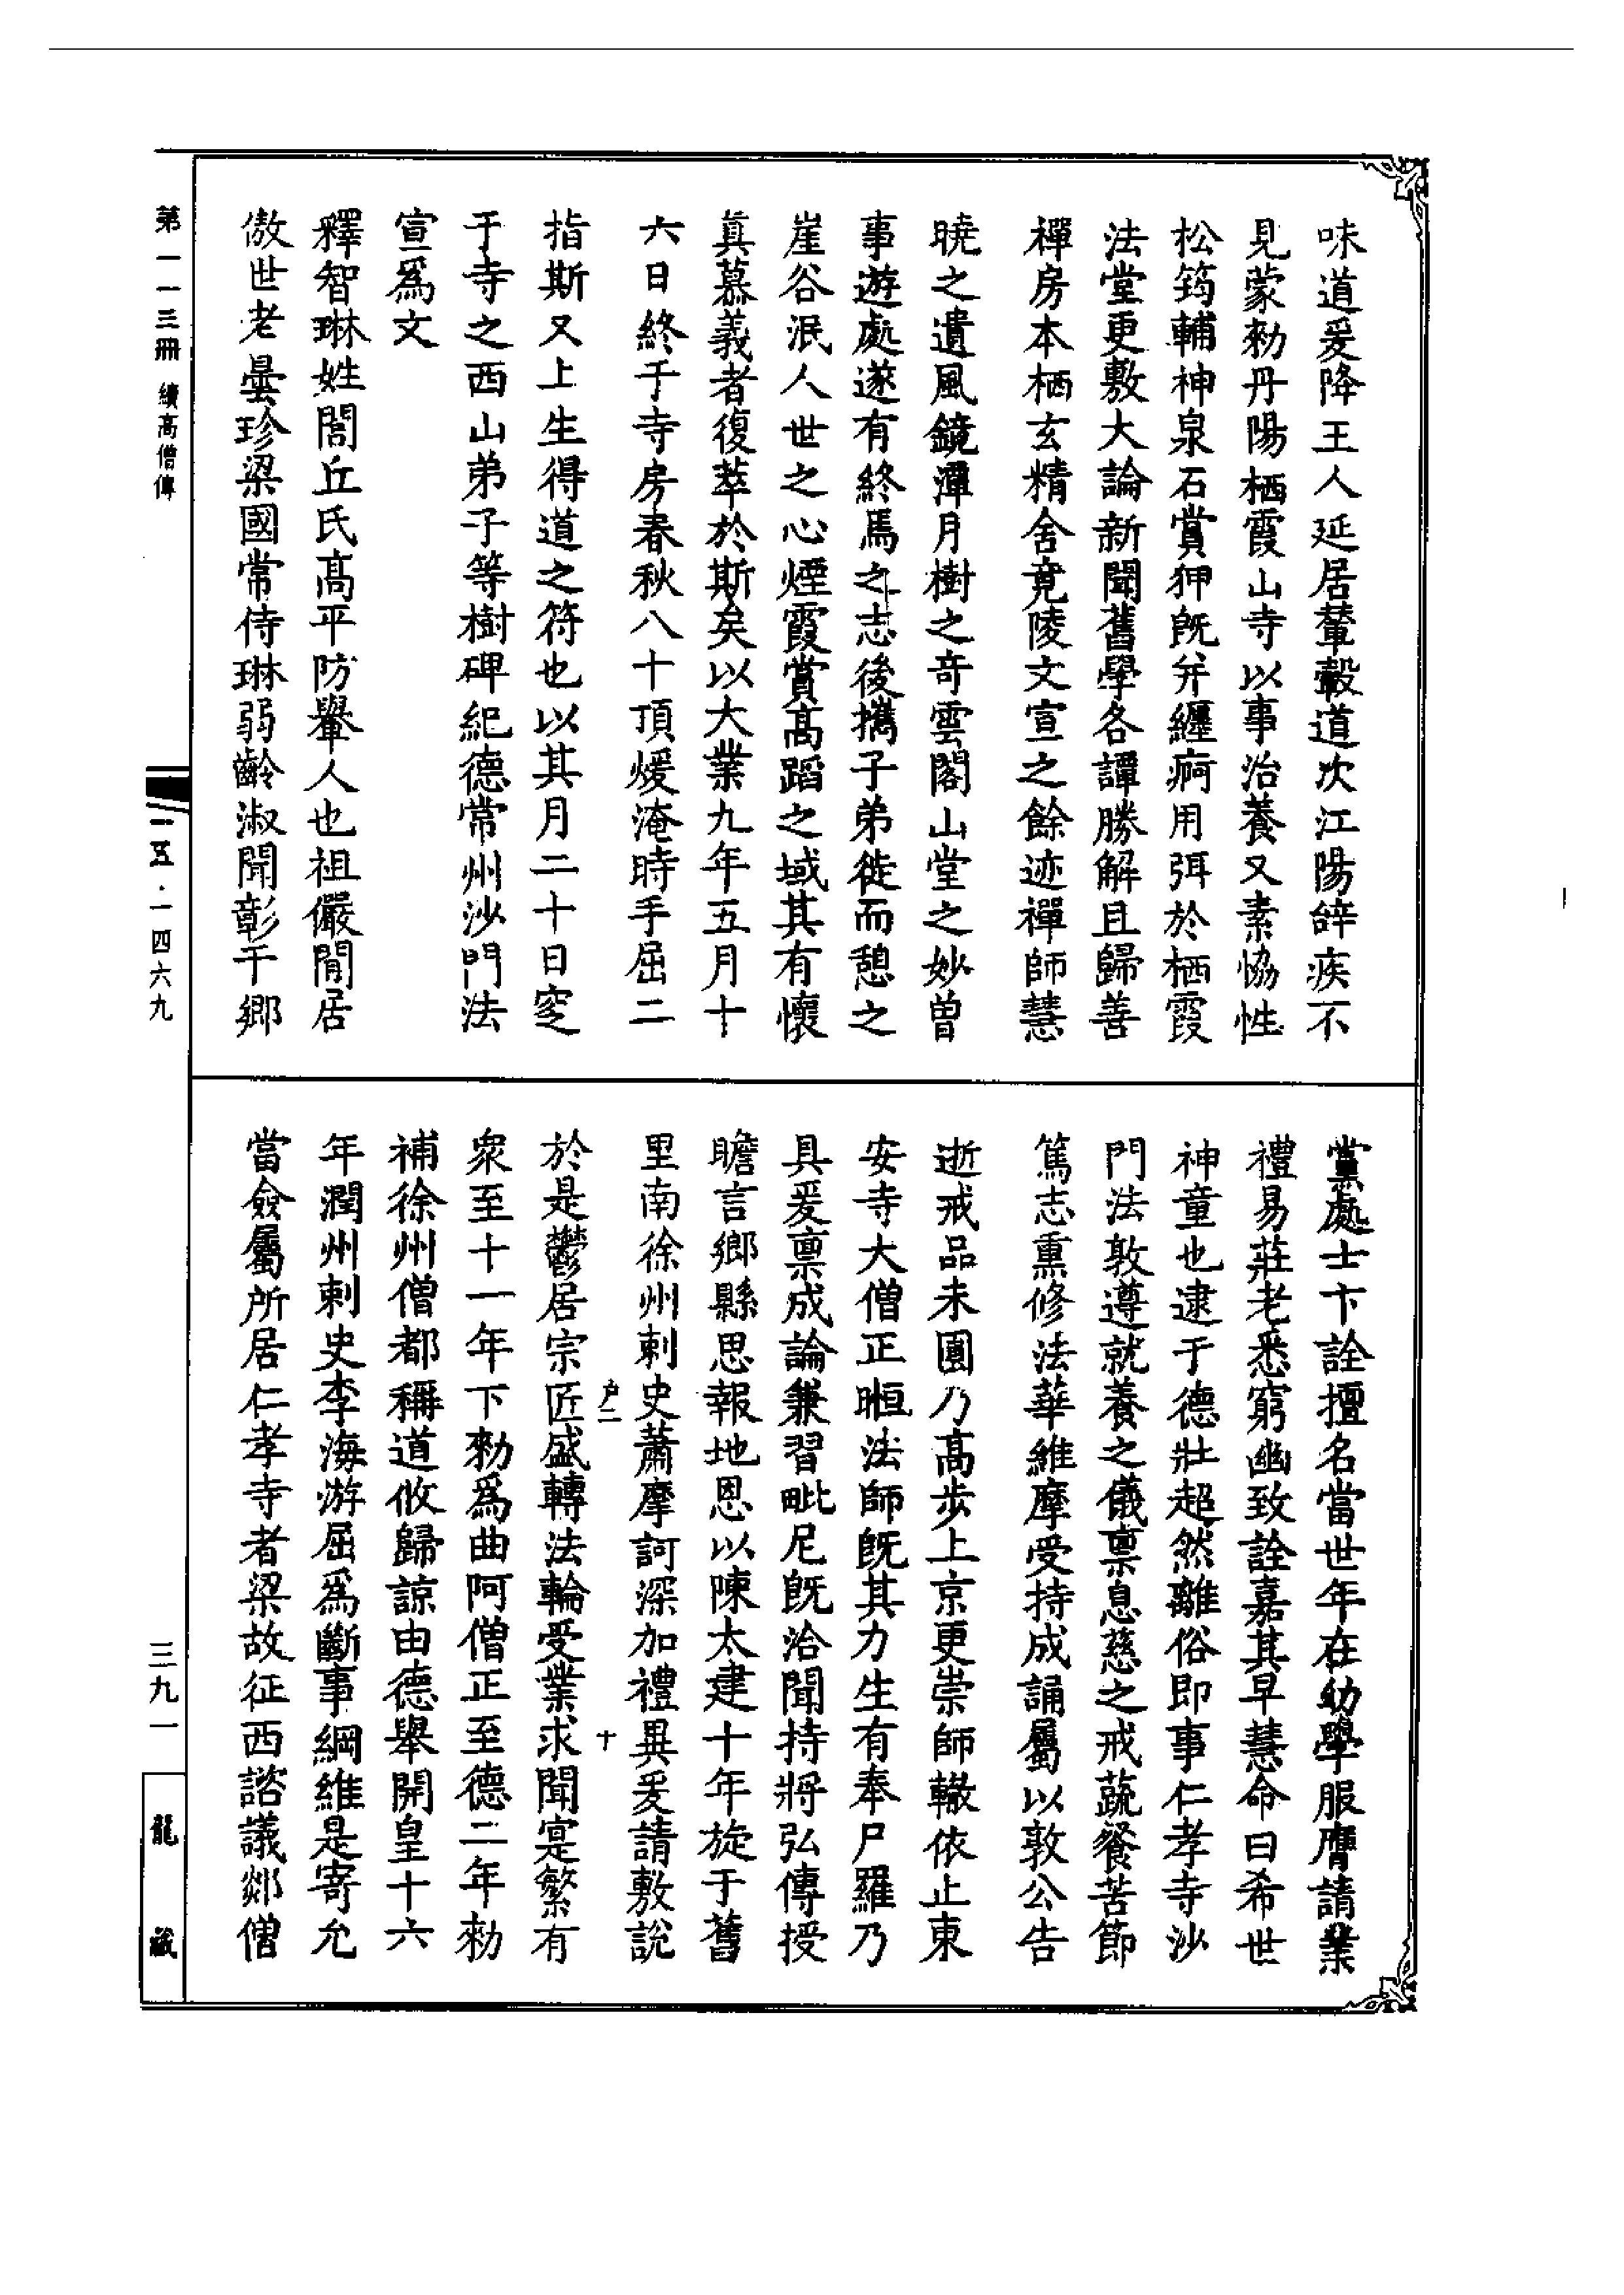 味道爰降王人延居輦轂道次江陽辝疾不
見蒙勅丹陽栖霞山寺以事治養又素恊性
松筠輔神泉石賞狎旣并纏痾用弭於栖霞
法堂更敷大論新聞舊學各譚勝解且歸善
禪房本栖玄精舍竟陵文宣之餘迹禪師慧
曉之遺風鏡潭月樹之奇雲閣山堂之妙曾
事遊處遂有終焉之志後攜子弟徙而憩之
崖谷泯人世之心煙霞賞高蹈之域其有懷
真慕義者復萃於斯矣以大業九年五月十
六日終于寺房春秋八十頂煖淹時手屈二
指斯又上生得道之符也以其月二十日窆
于寺之西山弟子等樹碑紀德常州沙門法
宣爲文
釋智琳姓閭丘氏高平防轝人也祖儼閒居
傲世老曇珍梁國常侍琳弱齡淑聞彰于鄉
黨處士卞詮擅名當世年在幼學服膺請業
禮易莊老悉窮幽致詮嘉其早慧命曰希世
神童也逮于德壯超然離俗即事仁孝寺沙
門法敦遵就養之儀禀息慈之戒蔬餐苦節
篤志熏修法華維摩受持成誦屬以敦公告
逝戒品未圓乃高步上京更崇師轍依止東
安寺大僧正暅法師旣其力生有奉尸羅乃
具爰禀成論兼習毗尼旣洽聞持將弘傳授
瞻言鄉縣思報地恩以陳太建十年旋于舊
里南徐州剌史蕭摩訶深加禮異爰請敷說
户二
十
於是鬱居宗匠盛轉法輪受業求聞寔繁有
衆至十一年下勅爲曲阿僧正至德二年勅
補徐州僧都稱道攸歸諒由德舉開皇十六
年潤州剌史李海游屈爲斷事綱維是寄允
當僉屬所居仁孝寺者梁故征西諮議郯僧
第一一三冊 續高僧傳
一五·一四六九
三九一
龍藏